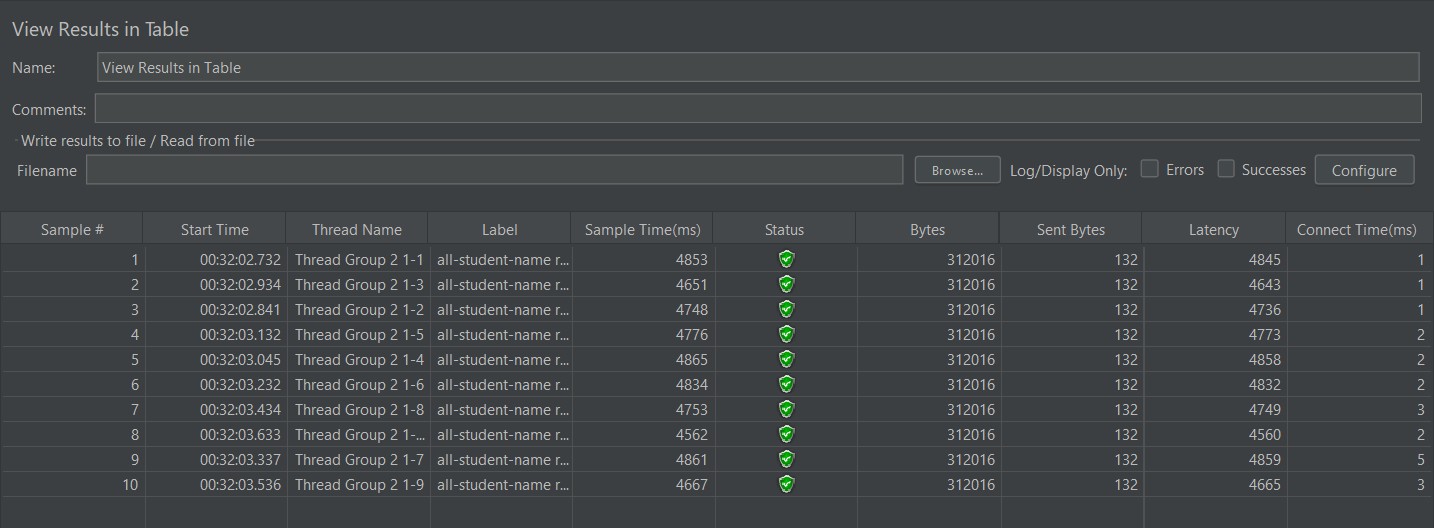 View Results in Table
Name: View Results in Table
Comments:
Write results to file / Read from file
Filename Browse... Log/Display Only: Errors Successes Configure
Sample # Start Time Thread Name Label Sample Time(ms) Status Bytes Sent Bytes Latency Connect Time(ms)
1 00:32:02.732 Thread Group 2 1-1 all-student-name r... 4853 312016 132 4845 1
2 00:32:02.934 Thread Group 2 1-3 all-student-name r... 4651 312016 132 4643 1
3 00:32:02.841 Thread Group 2 1-2 all-student-name r... 4748 312016 132 4736 1
4 00:32:03.132 Thread Group 2 1-5 all-student-name r... 4776 312016 132 4773 2
5 00:32:03.045 Thread Group 2 1-4 all-student-name r... 4865 312016 132 4858 2
6 00:32:03.232 Thread Group 2 1-6 all-student-name r... 4834 312016 132 4832 2
7 00:32:03.434 Thread Group 2 1-8 all-student-name r... 4753 312016 132 4749 3
8 00:32:03.633 Thread Group 2 1-... all-student-name r... 4562 312016 132 4560 2
9 00:32:03.337 Thread Group 2 1-7 all-student-name r... 4861 312016 132 4859 5
10 00:32:03.536 Thread Group 2 1-9 all-student-name r... 4667 312016 132 4665 3